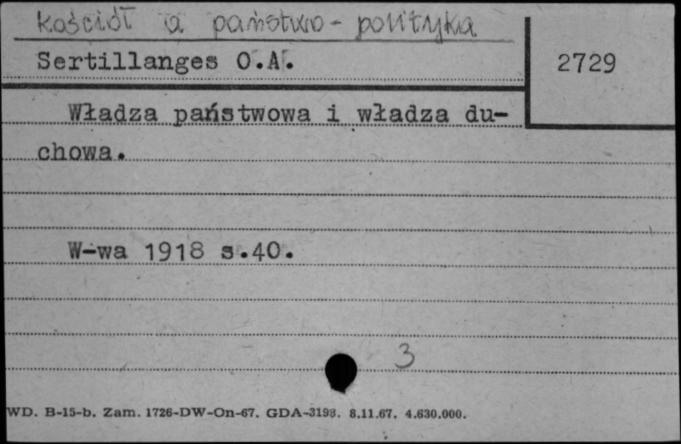 Kościół a państwo - polityka
Sertillanges O.A.
2729
Władza państwowa i władza du-
chowa.
W-wa 1918 s.40.
3
WD. B-15-b. Zam. 1726-DW-On-67. GDA-3198. 8.11.67. 4.630.000.